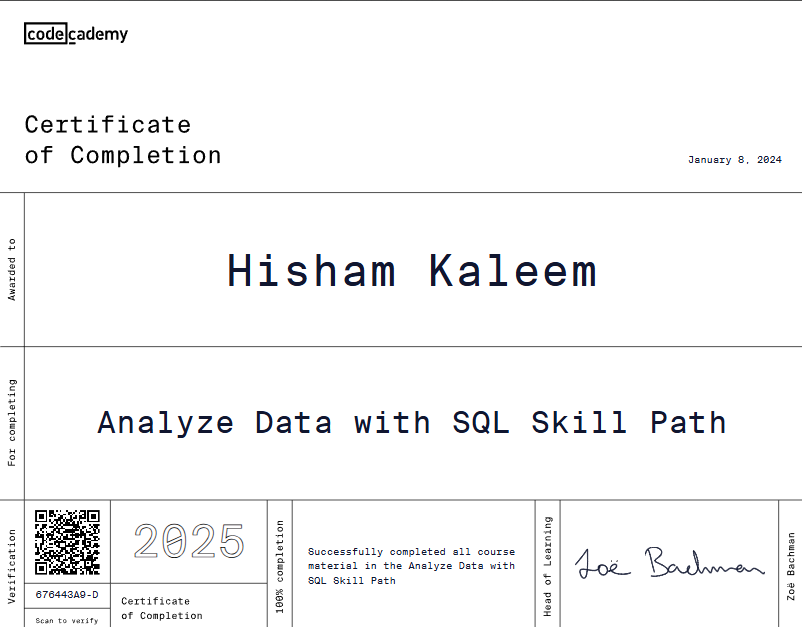 codecademy
Certificate
of Completion
January 8, 2024
Awarded to
Hisham Kaleem
For completing
Analyze Data with SQL Skill Path
Verification
676443A9-D
Scan to verify
2025
Certificate
of Completion
100% completion
Successfully completed all course
material in the Analyze Data with
SQL Skill Path
Head of Learning
Zoë Bachman
Zoë Bachman